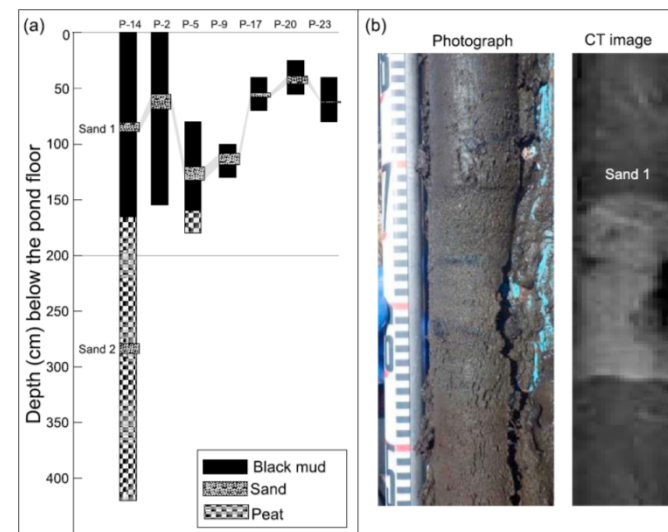 (a)
P-14 P-2 P-5 P-9 P-17 P-20 P-23
0
50
100
150
200
250
300
350
400
Depth (cm) below the pond floor
Sand 1
Sand 2
Black mud
Sand
Peat
(b)
Photograph
CT image
Sand 1